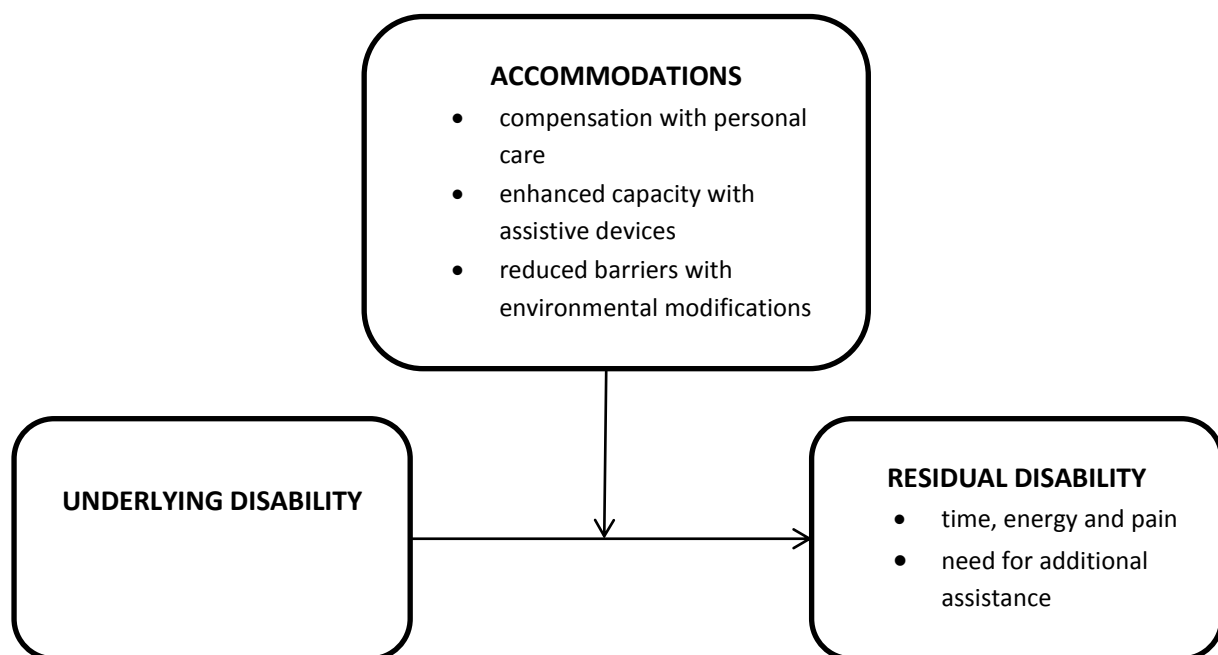 ACCOMMODATIONS
• compensation with personal
care
• enhanced capacity with
assistive devices
• reduced barriers with
environmental modifications
UNDERLYING DISABILITY
RESIDUAL DISABILITY
• time, energy and pain
• need for additional
assistance